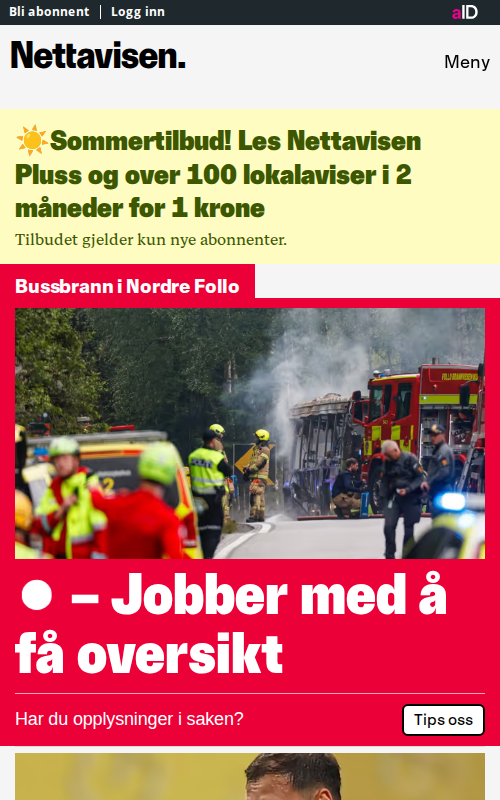 Bli abonnent
Logg inn
aID
Nettavisen.
Meny
Sommertilbud! Les Nettavisen
Pluss og over 100 lokalaviser i 2
måneder for 1 krone
Tilbudet gjelder kun nye abonnenter.
Bussbrann i Nordre Follo
– Jobber med å
få oversikt
Har du opplysninger i saken?
Tips oss